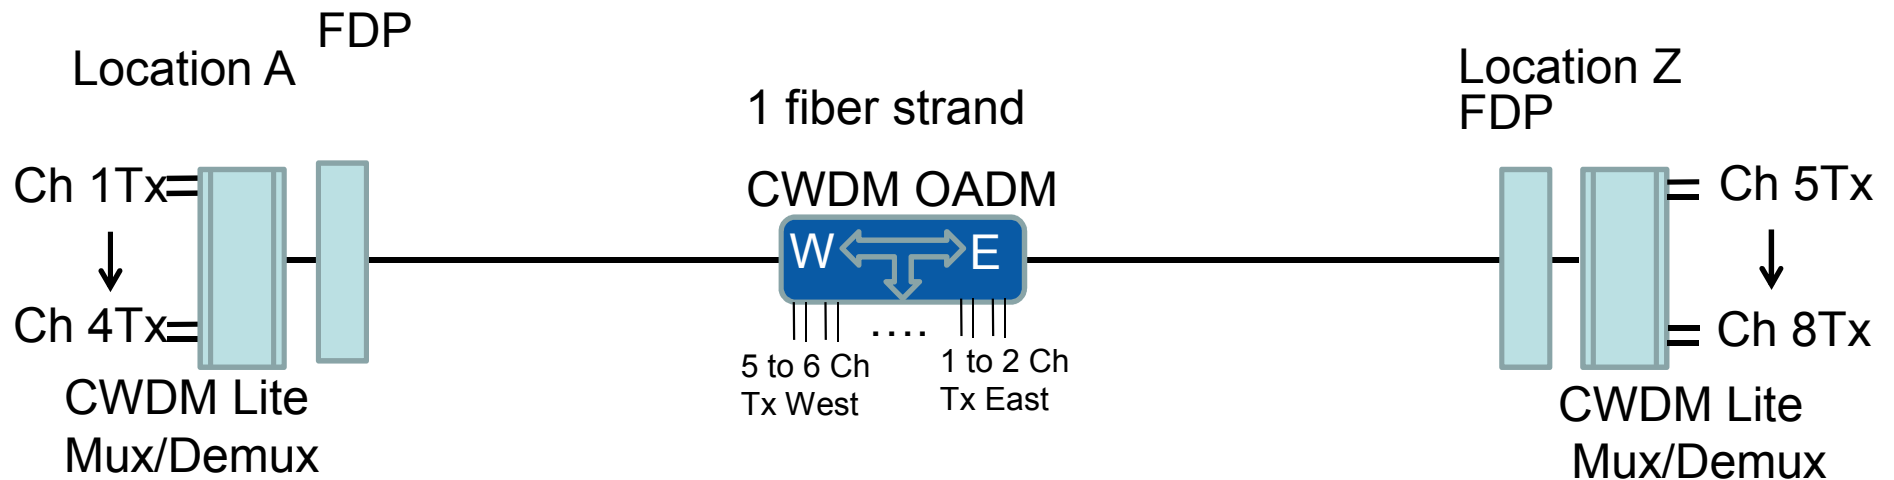 FDP
Location A
Location Z
FDP
1 fiber strand
CWDM OADM
Ch 1Tx
Ch 5Tx
W
E
Ch 4Tx
Ch 8Tx
....
5 to 6 Ch
Tx West
1 to 2 Ch
Tx East
CWDM Lite
Mux/Demux
CWDM Lite
Mux/Demux